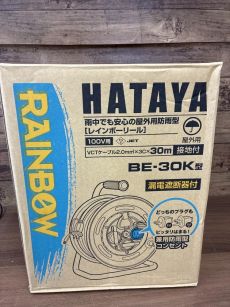 HATAYA
雨中でも安心の屋外用防雨型
[レインボーリール]
屋外用
100V用
JET
VCTケーブル2.0mm²×3C×30m 接地付
BE-30K型
漏電遮断器付
RAINBOW
どっちのプラグも
ピッタリはまる!
兼用防雨型
コンセント